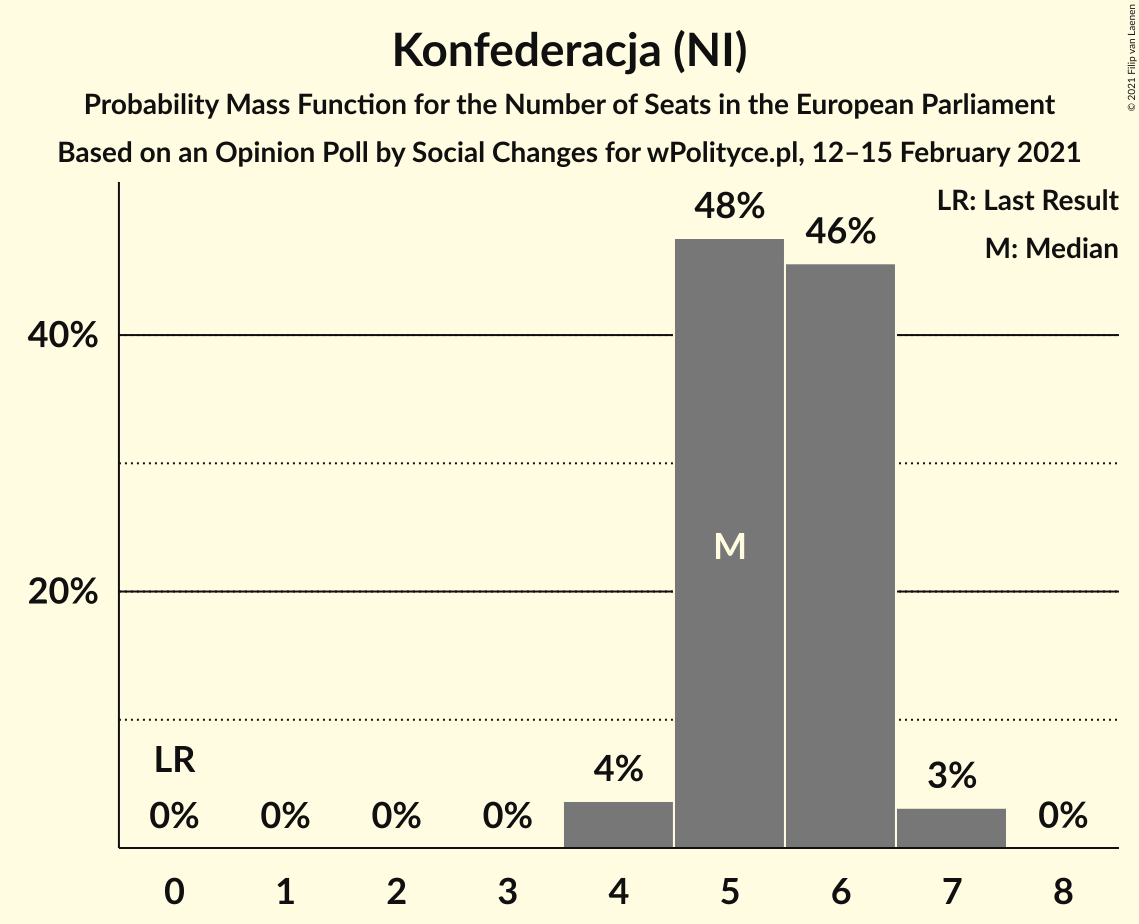 Konfederacja (NI)
Probability Mass Function for the Number of Seats in the European Parliament
Based on an Opinion Poll by Social Changes for wPolityce.pl, 12–15 February 2021
© 2021 Filip van Laenen
LR: Last Result
M: Median
48%
46%
40%
M
20%
LR
4%
3%
0%
0%
0%
0%
0%
0
1
2
3
4
5
6
7
8